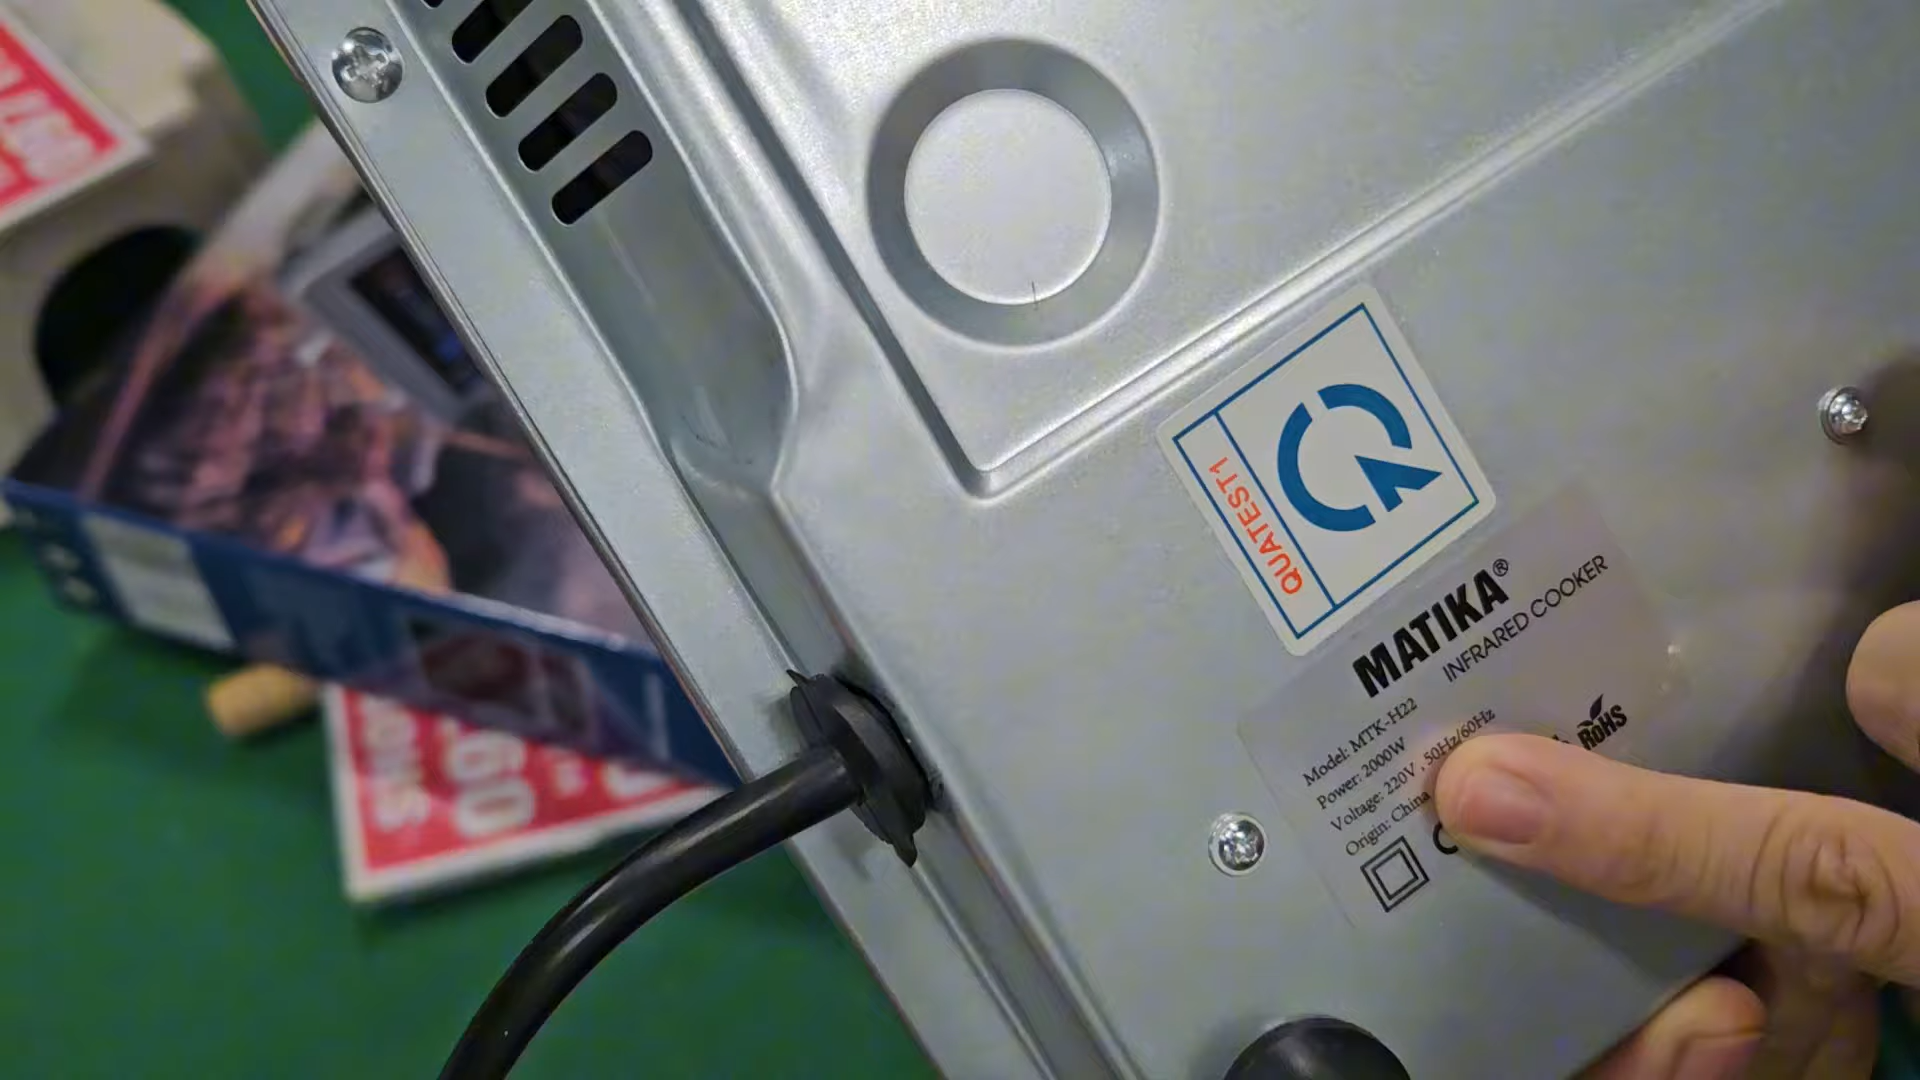 QUATEST1
MATIKA®
INFRARED COOKER
Model: MTK-H22
Power: 2000W
Voltage: 220V , 50Hz/60Hz
Origin: China
RoHS